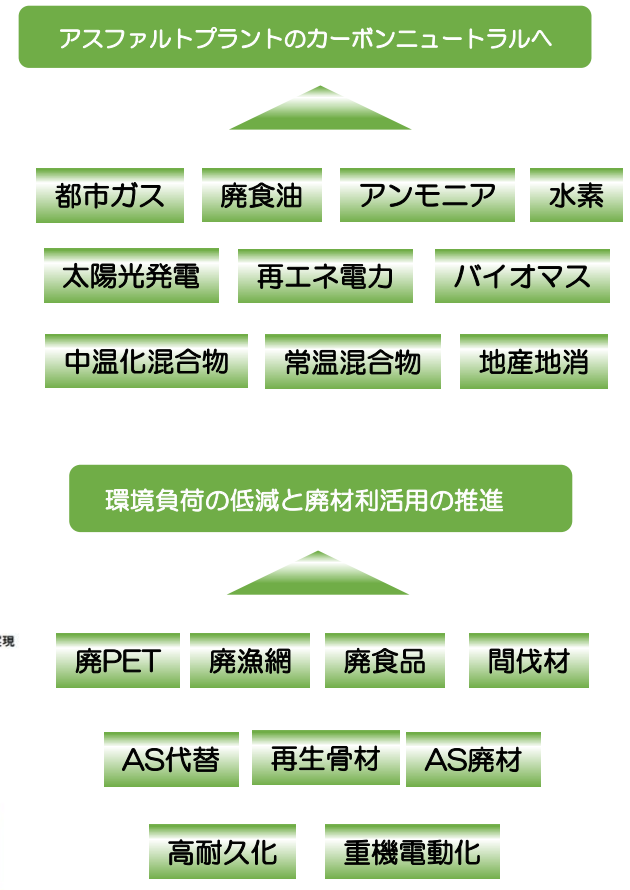 アスファルトプラントのカーボンニュートラルへ
都市ガス 廃食油 アンモニア 水素
太陽光発電 再エネ電力 バイオマス
中温化混合物 常温混合物 地産地消
環境負荷の低減と廃材利活用の推進
現
廃PET 廃漁網 廃食品 間伐材
AS代替 再生骨材 AS廃材
高耐久化 重機電動化